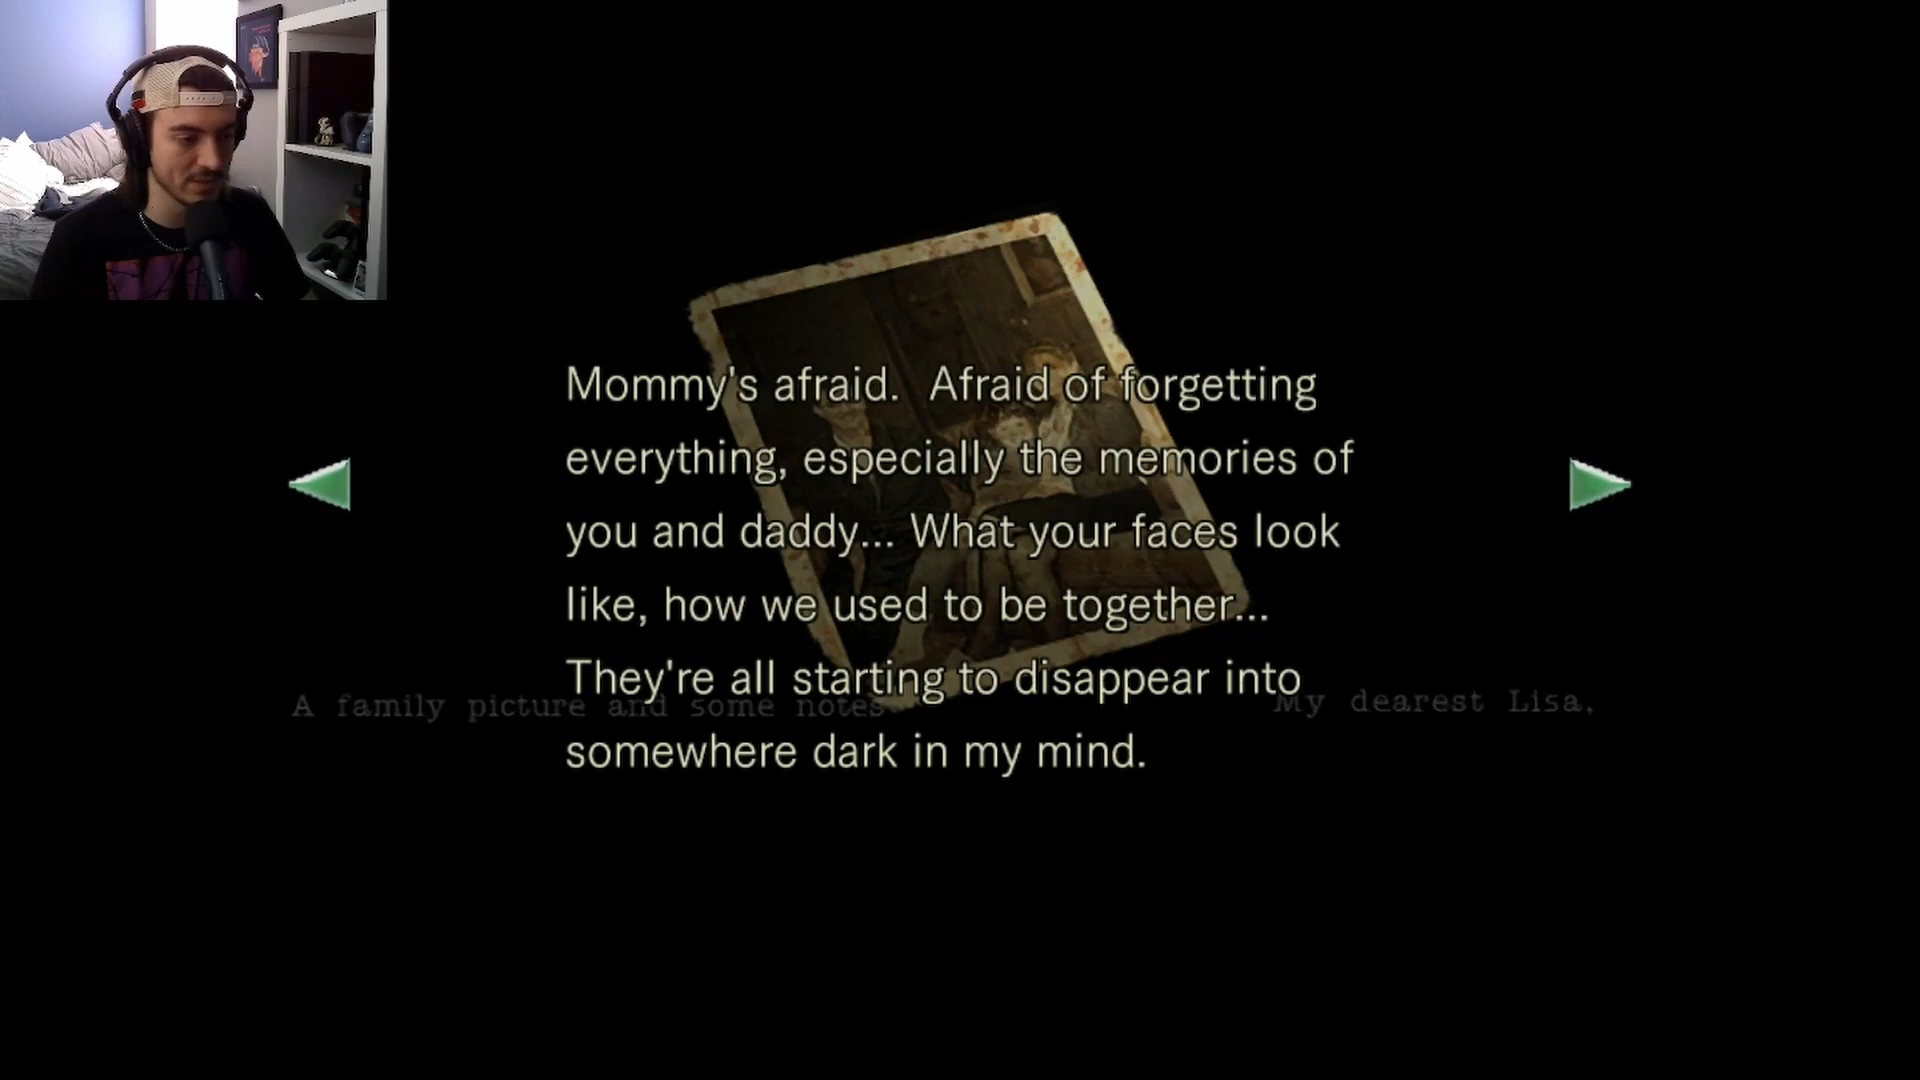 Mommy's afraid.  Afraid of forgetting
everything, especially the memories of
you and daddy... What your faces look
like, how we used to be together...
They're all starting to disappear into
somewhere dark in my mind.
A family picture and some notes
My dearest Lisa,